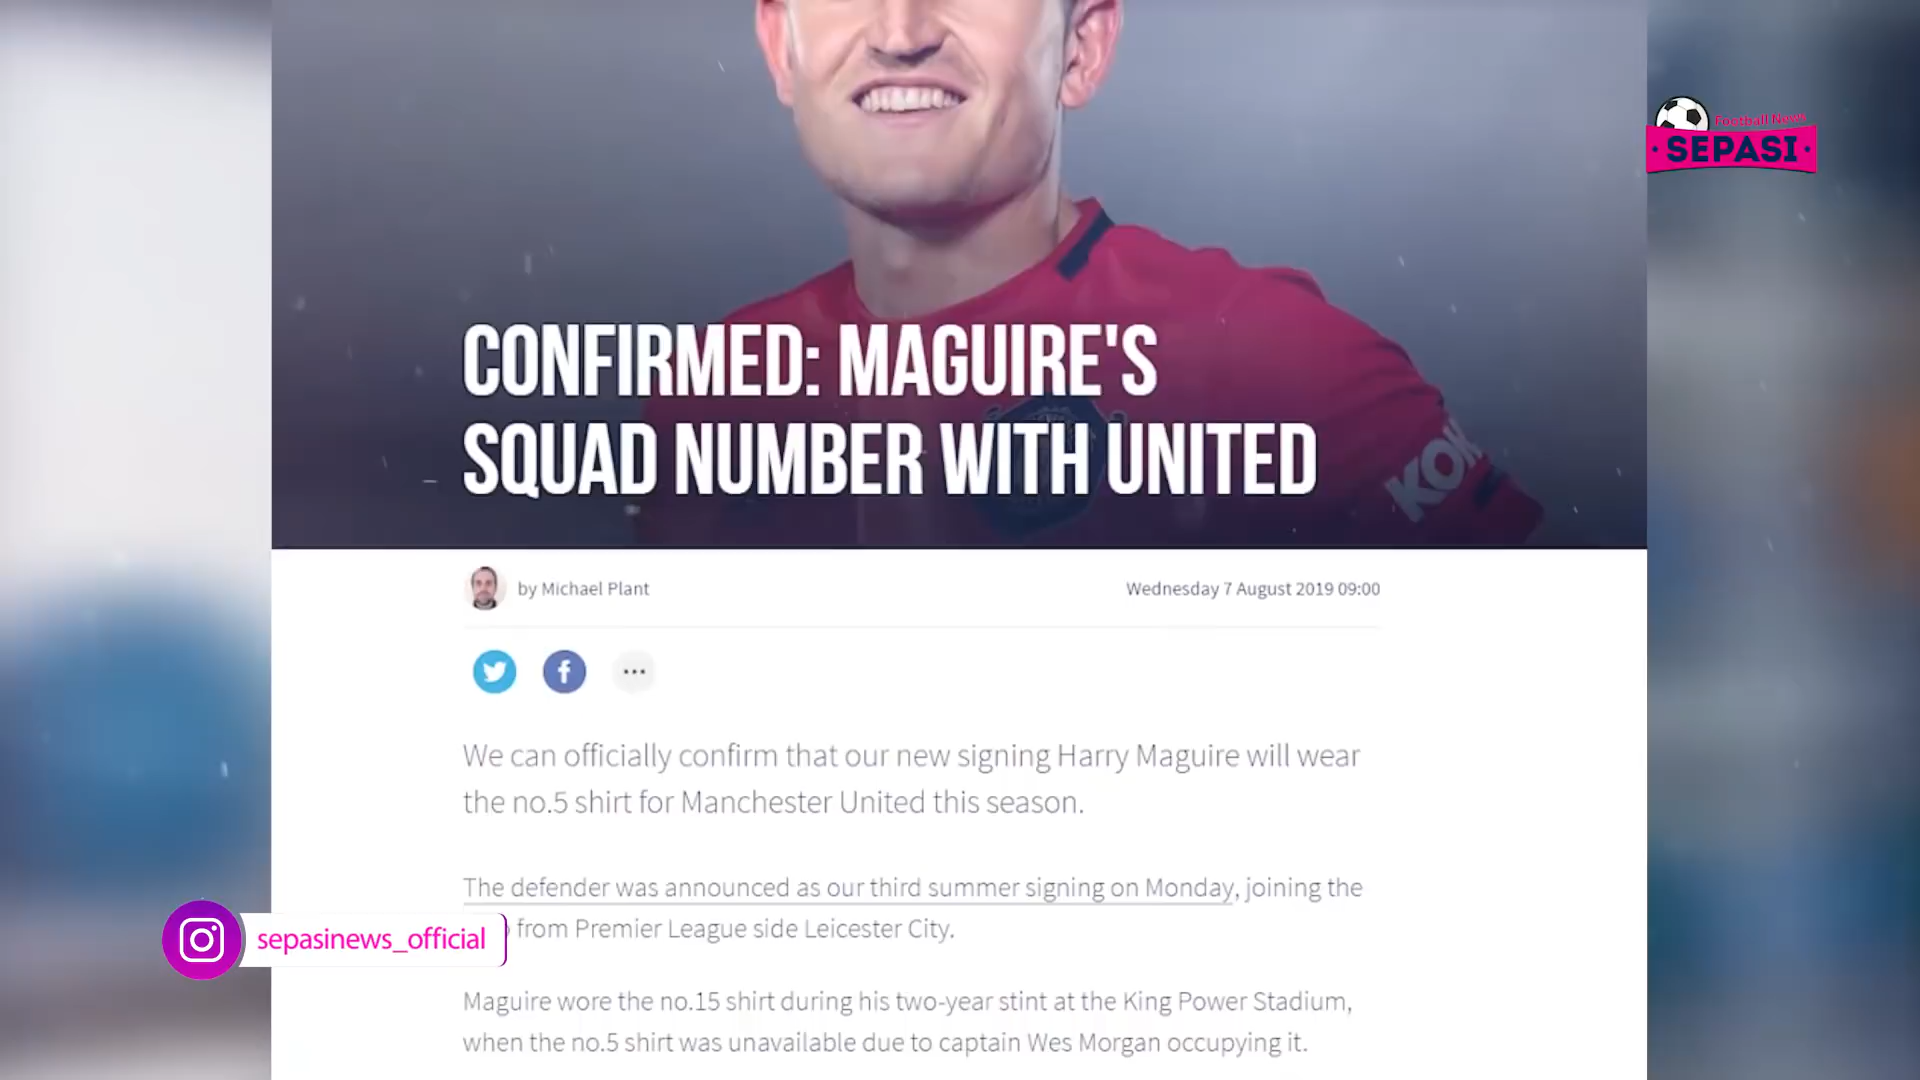 Football News
SEPASI
KOH
CONFIRMED: MAGUIRE'S
SQUAD NUMBER WITH UNITED
by Michael Plant
Wednesday 7 August 2019 09:00
We can officially confirm that our new signing Harry Maguire will wear
the no.5 shirt for Manchester United this season.
The defender was announced as our third summer signing on Monday, joining the
from Premier League side Leicester City.
sepasinews_official
Maguire wore the no.15 shirt during his two-year stint at the King Power Stadium,
when the no.5 shirt was unavailable due to captain Wes Morgan occupying it.